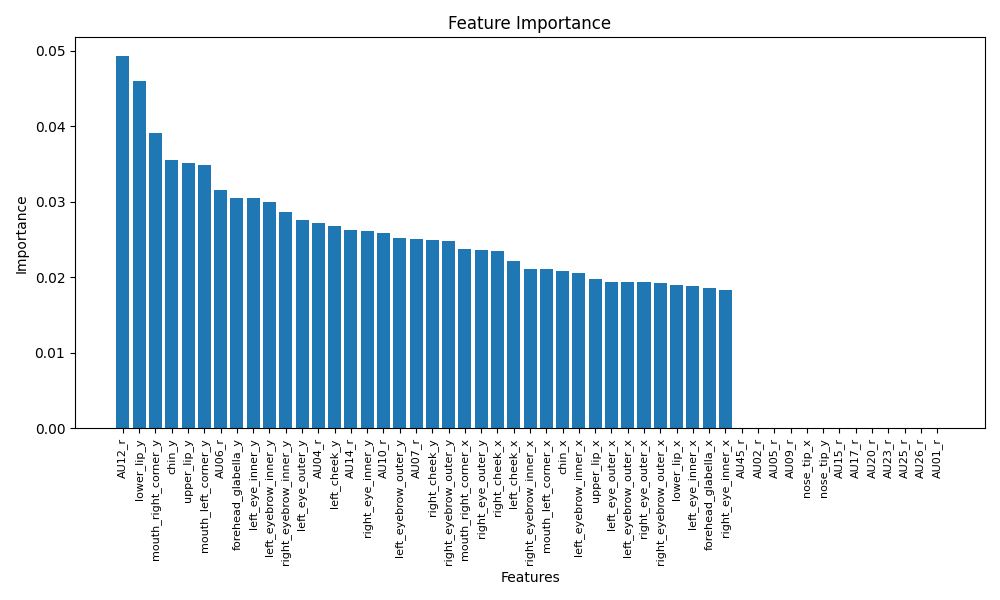 Feature Importance
0.05
0.04
0.03
0.02
0.01
0.00
Importance
AU12_r
lower_lip_y
mouth_right_corner_y
chin_y
upper_lip_y
mouth_left_corner_y
AU06_r
forehead_glabella_y
left_eye_inner_y
left_eyebrow_inner_y
right_eyebrow_inner_y
left_eye_outer_y
AU04_r
left_cheek_y
AU14_r
right_eye_inner_y
AU10_r
left_eyebrow_outer_y
AU07_r
right_cheek_y
right_eyebrow_outer_y
mouth_right_corner_x
right_eye_outer_y
right_cheek_x
left_cheek_x
right_eyebrow_inner_x
mouth_left_corner_x
chin_x
left_eyebrow_inner_x
upper_lip_x
left_eye_outer_x
left_eyebrow_outer_x
right_eye_outer_x
right_eyebrow_outer_x
lower_lip_x
left_eye_inner_x
forehead_glabella_x
right_eye_inner_x
AU45_r
AU02_r
AU05_r
AU09_r
nose_tip_x
nose_tip_y
AU15_r
AU17_r
AU20_r
AU23_r
AU25_r
AU26_r
AU01_r
Features